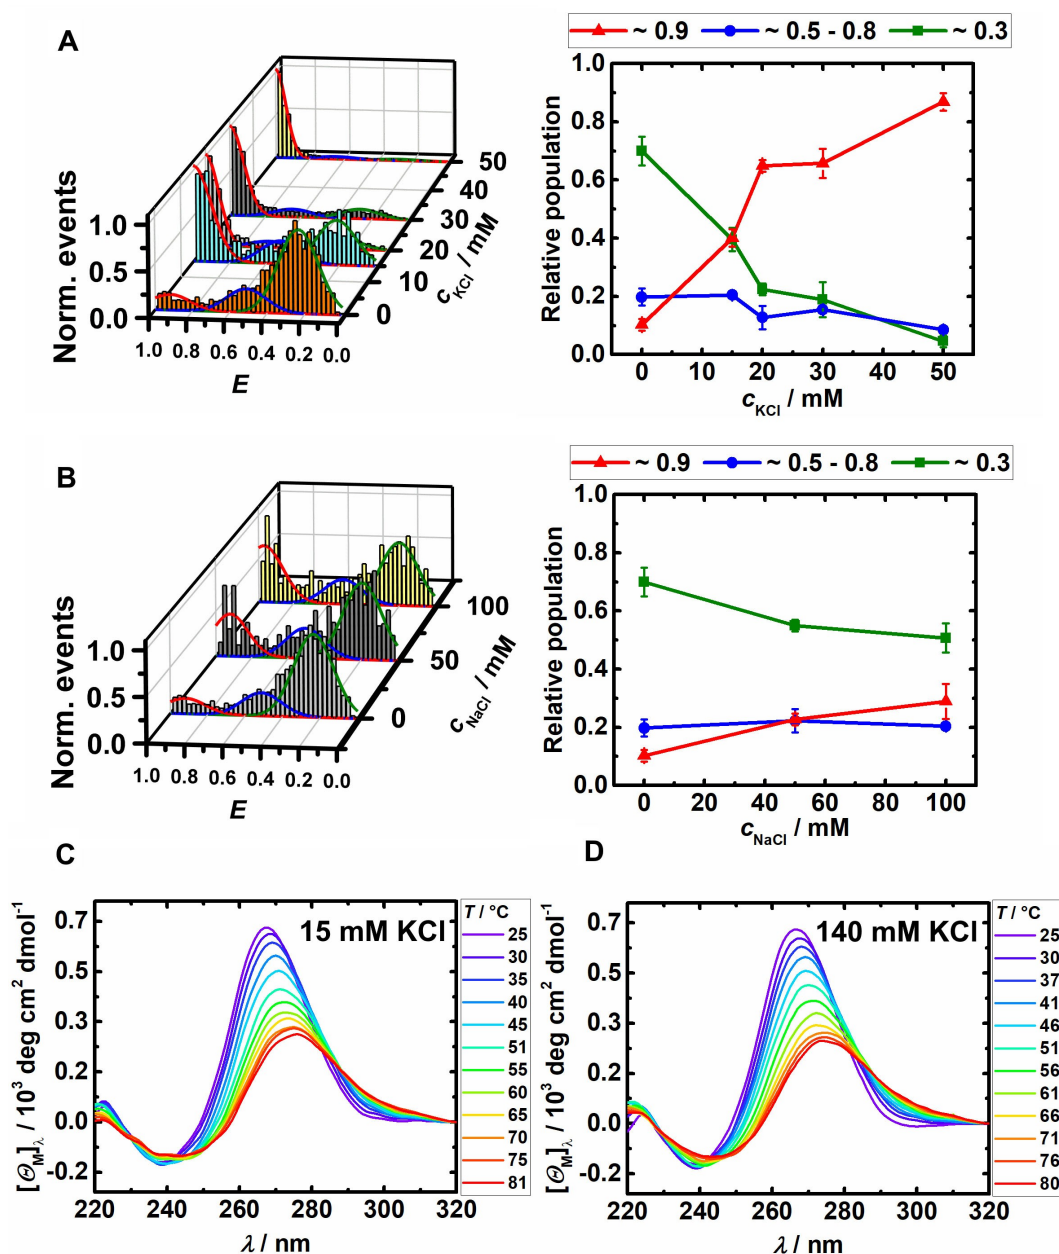 A
~ 0.9 ~ 0.5 - 0.8 ~ 0.3
Norm. events
1.0
0.5
0.0
1.0 0.8 0.6 0.4 0.2 0.0
E
50
40
30
20
10
0
c_KCl / mM
Relative population
1.0
0.8
0.6
0.4
0.2
0.0
0 10 20 30 40 50
c_KCl / mM
B
~ 0.9 ~ 0.5 - 0.8 ~ 0.3
Norm. events
1.0
0.5
0.0
1.0 0.8 0.6 0.4 0.2 0.0
E
100
50
0
c_NaCl / mM
Relative population
1.0
0.8
0.6
0.4
0.2
0.0
0 20 40 60 80 100
c_NaCl / mM
C
[Θ_M]_λ / 10³ deg cm² dmol⁻¹
0.7
0.5
0.3
0.2
0.0
-0.2
220 240 260 280 300 320
λ / nm
15 mM KCl
T / °C
25
30
35
40
45
51
55
60
65
70
75
81
D
[Θ_M]_λ / 10³ deg cm² dmol⁻¹
0.7
0.5
0.3
0.2
0.0
-0.2
220 240 260 280 300 320
λ / nm
140 mM KCl
T / °C
25
30
37
41
46
51
56
61
66
71
76
80